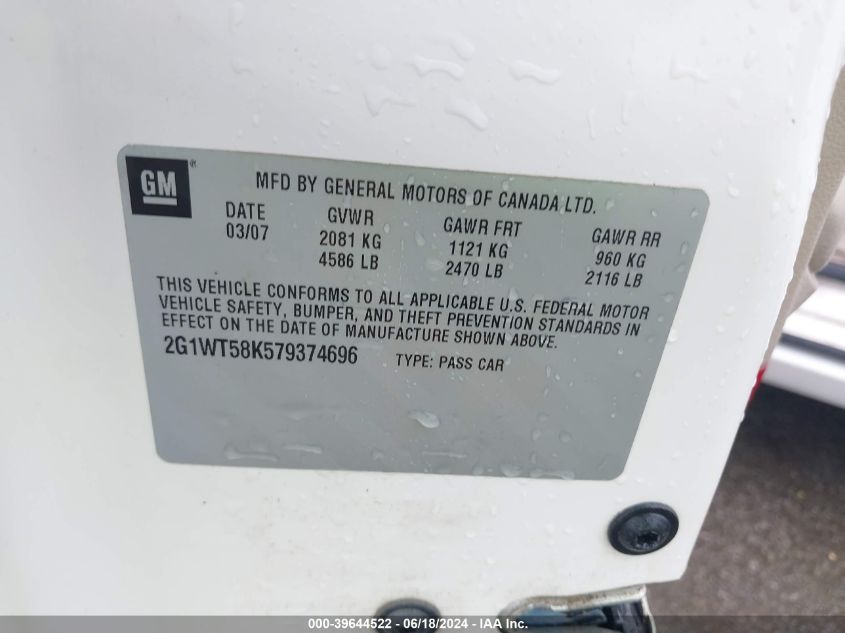 GM ®
MFD BY GENERAL MOTORS OF CANADA LTD.
DATE GVWR GAWR FRT GAWR RR
03/07 2081 KG 1121 KG 960 KG
4586 LB 2470 LB 2116 LB
THIS VEHICLE CONFORMS TO ALL APPLICABLE U.S. FEDERAL MOTOR
VEHICLE SAFETY, BUMPER, AND THEFT PREVENTION STANDARDS IN
EFFECT ON THE DATE OF MANUFACTURE SHOWN ABOVE.
2G1WT58K579374696 TYPE: PASS CAR
000-39644522 - 06/18/2024 - IAAI.COM